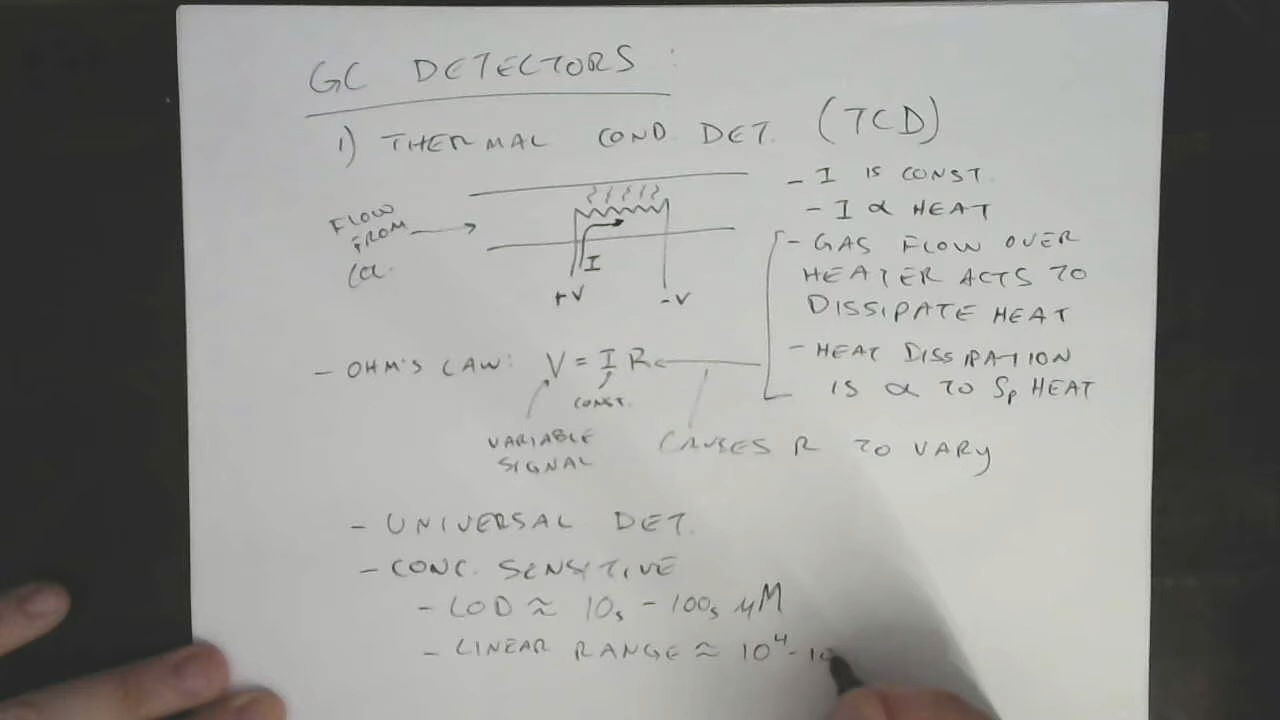 GC DETECTORS :
1) THERMAL COND DET. (TCD)
FLOW
FROM
COL.
I
+V
-V
- I IS CONST.
- I α HEAT
- GAS FLOW OVER
HEATER ACTS TO
DISSIPATE HEAT
- HEAT DISSIPATION
IS α TO Sp HEAT
- OHM'S LAW: V = I R
CONST.
VARIABLE
SIGNAL
CAUSES R TO VARY
- UNIVERSAL DET.
- CONC. SENSITIVE
- LOD ≈ 10s - 100s μM
- LINEAR RANGE ≈ 10⁴ - 10